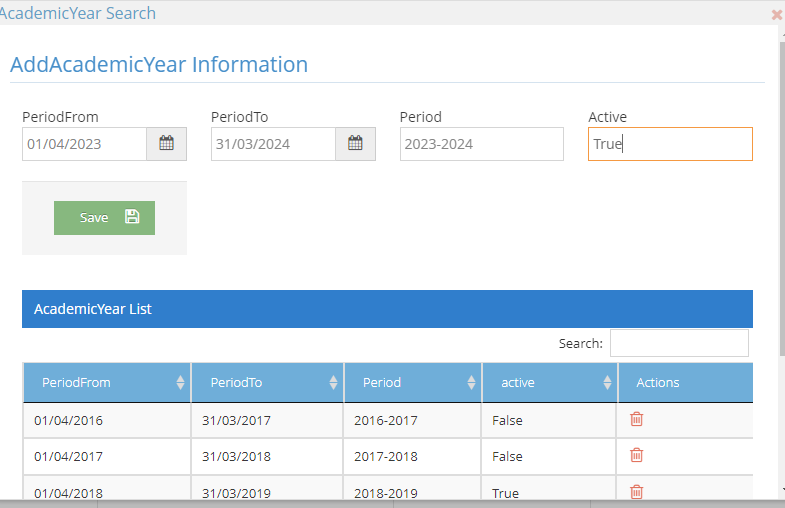 AcademicYear Search
AddAcademicYear Information
PeriodFrom PeriodTo Period Active
01/04/2023 31/03/2024 2023-2024 True
Save
AcademicYear List
Search:
PeriodFrom PeriodTo Period active Actions
01/04/2016 31/03/2017 2016-2017 False
01/04/2017 31/03/2018 2017-2018 False
01/04/2018 31/03/2019 2018-2019 True